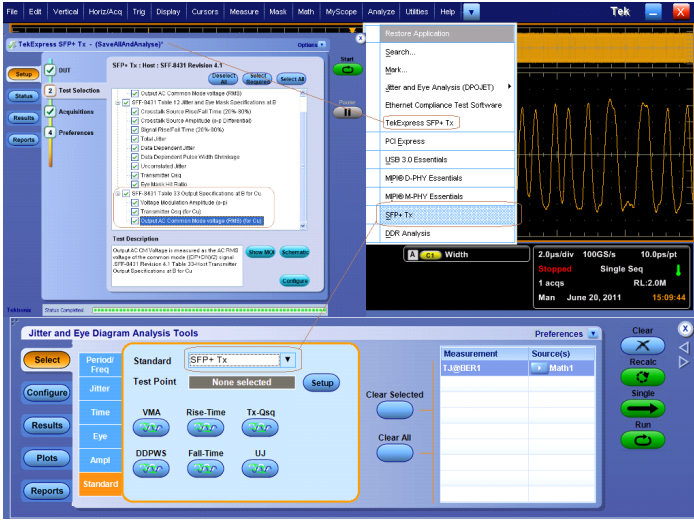 File Edit Vertical Horiz/Acq Trig Display Cursors Measure Mask Math MyScope Analyze Utilities Help Tek
TekExpress SFP+ Tx - (SaveAllAndAnalyse)* Options
Start
Pause
Setup
Status
Results
Reports
1 DUT
2 Test Selection
3 Acquisitions
4 Preferences
SFP+ Tx : Host : SFF-8431 Revision 4.1
Deselect All
Select Required
Select All
Output AC Common Mode voltage (RMS)
SFF-8431 Table 12 Jitter and Eye Mask Specifications at B
Crosstalk Source Rise/Fall Time (20%-80%)
Crosstalk Source Amplitude (p-p Differential)
Signal Rise/Fall Time (20%-80%)
Total Jitter
Data Dependent Jitter
Data Dependent Pulse Width Shrinkage
Uncorrelated Jitter
Transmitter Qsq
Eye Mask Hit Ratio
SFF-8431 Table 33 Output Specifications at B for Cu
Voltage Modulation Amplitude (p-p)
Transmitter Qsq (for Cu)
Output AC Common Mode voltage (RMS) (for Cu)
Test Description
Output AC CM Voltage is measured as the AC RMS
voltage of the common mode ((DP+DN)/2) signal
.SFF-8431 Revision 4.1 Table 33-Host Transmitter
Output Specifications at B for Cu
Show MOI
Schematic
Configure
Tektronix Status Completed.
Restore Application
Search...
Mark...
Jitter and Eye Analysis (DPOJET)
Ethernet Compliance Test Software
TekExpress SFP+ Tx
PCI Express
USB 3.0 Essentials
MIPI® D-PHY Essentials
MIPI® M-PHY Essentials
SFP+ Tx
DDR Analysis
A C1 Width
2.0µs/div 100GS/s 10.0ps/pt
Stopped Single Seq
1 acqs RL:2.0M
Man June 20, 2011 15:09:44
Jitter and Eye Diagram Analysis Tools
Preferences
Select
Configure
Results
Plots
Reports
Period/
Freq
Jitter
Time
Eye
Ampl
Standard
Standard SFP+ Tx
Test Point None selected Setup
VMA Rise-Time Tx-Qsq
DDPWS Fall-Time UJ
Clear Selected
Clear All
Measurement Source(s)
TJ@BER1 Math1
Clear
Recalc
Single
Run